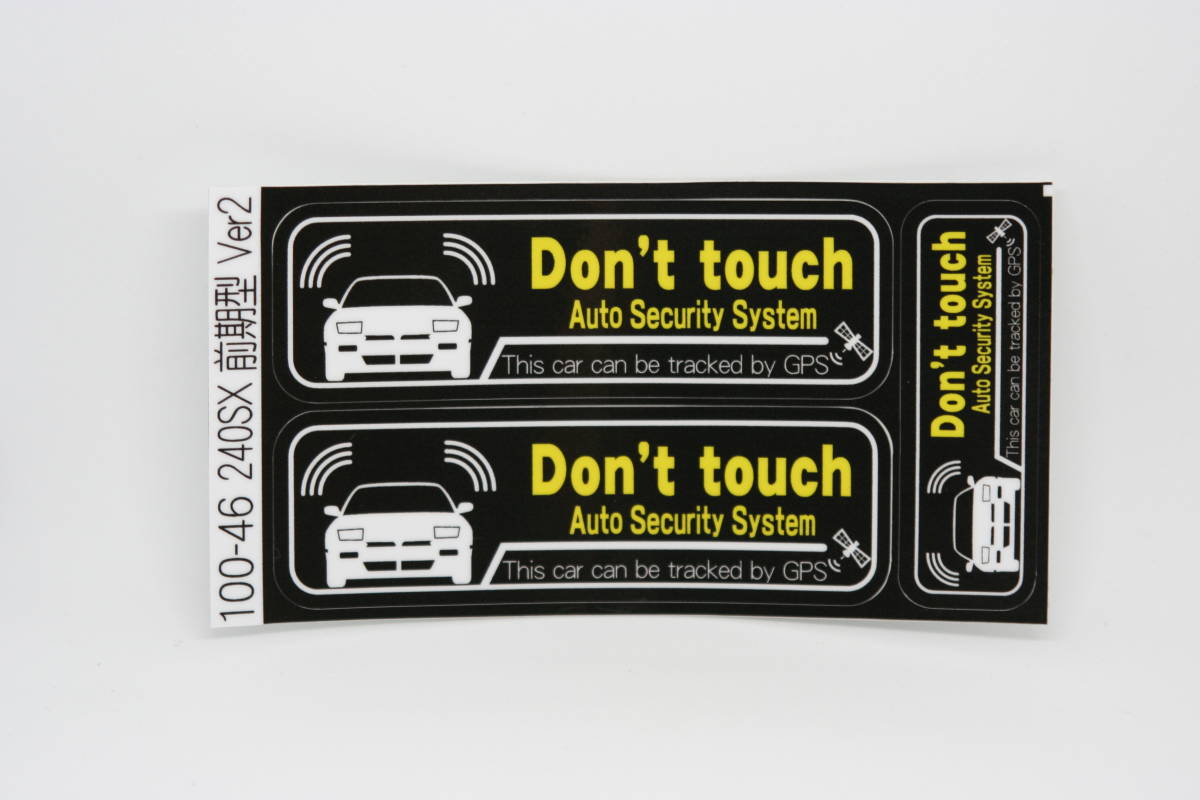 100-46 240SX 前期型 Ver2
Don't touch
Auto Security System
This car can be tracked by GPS
Don't touch
Auto Security System
This car can be tracked by GPS
Don't touch
Auto Security System
This car can be tracked by GPS